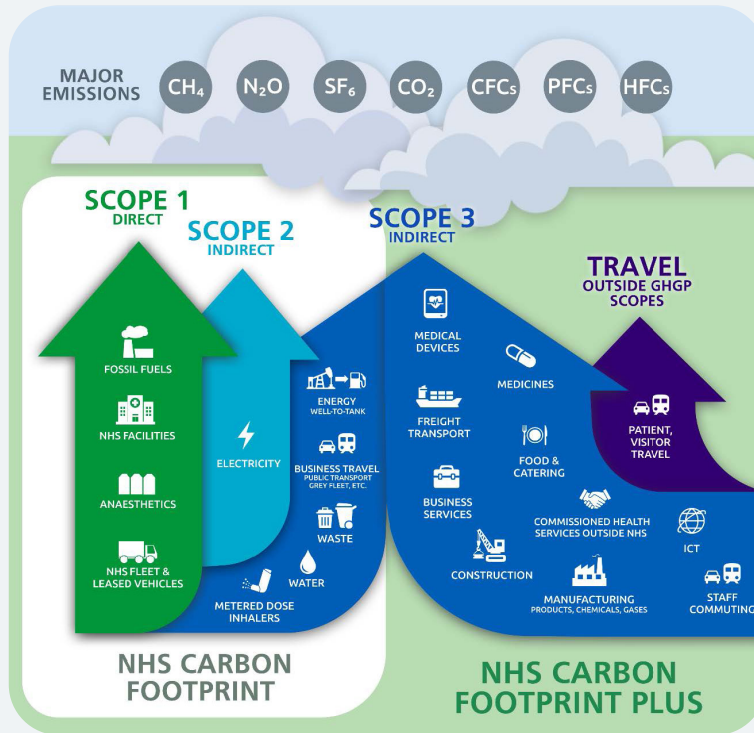 MAJOR
EMISSIONS
CH₄
N₂O
SF₆
CO₂
CFCs
PFCs
HFCs
SCOPE 1
DIRECT
FOSSIL FUELS
NHS FACILITIES
ANAESTHETICS
NHS FLEET &
LEASED VEHICLES
SCOPE 2
INDIRECT
ELECTRICITY
SCOPE 3
INDIRECT
ENERGY
WELL-TO-TANK
BUSINESS TRAVEL
PUBLIC TRANSPORT
GREY FLEET, ETC.
WASTE
WATER
METERED DOSE
INHALERS
MEDICAL
DEVICES
MEDICINES
FREIGHT
TRANSPORT
FOOD &
CATERING
BUSINESS
SERVICES
COMMISSIONED HEALTH
SERVICES OUTSIDE NHS
ICT
CONSTRUCTION
MANUFACTURING
PRODUCTS, CHEMICALS, GASES
STAFF
COMMUTING
TRAVEL
OUTSIDE GHGP
SCOPES
PATIENT,
VISITOR
TRAVEL
NHS CARBON
FOOTPRINT
NHS CARBON
FOOTPRINT PLUS